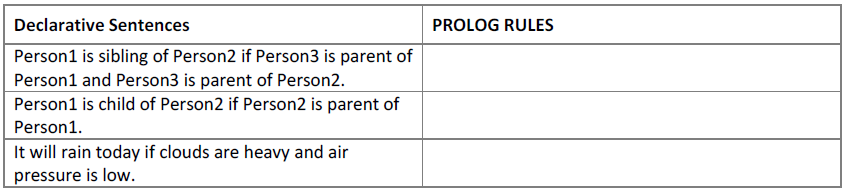 Declarative Sentences PROLOG RULES
Person1 is sibling of Person2 if Person3 is parent of
Person1 and Person3 is parent of Person2.
Person1 is child of Person2 if Person2 is parent of
Person1.
It will rain today if clouds are heavy and air
pressure is low.